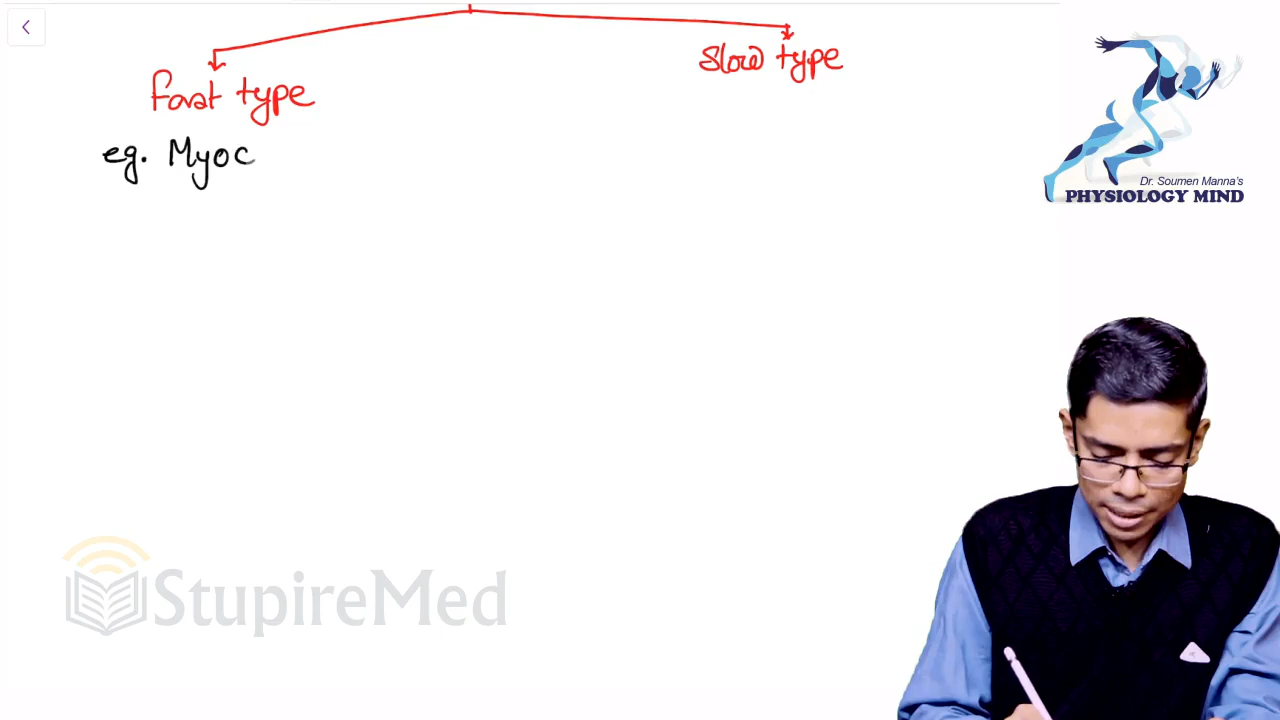 Slow type
Fast type
eg. Myoc
Dr. Soumen Manna's
PHYSIOLOGY MIND
StupireMed